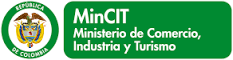 REPÚBLICA
DE COLOMBIA
MinCIT
Ministerio de Comercio,
Industria y Turismo